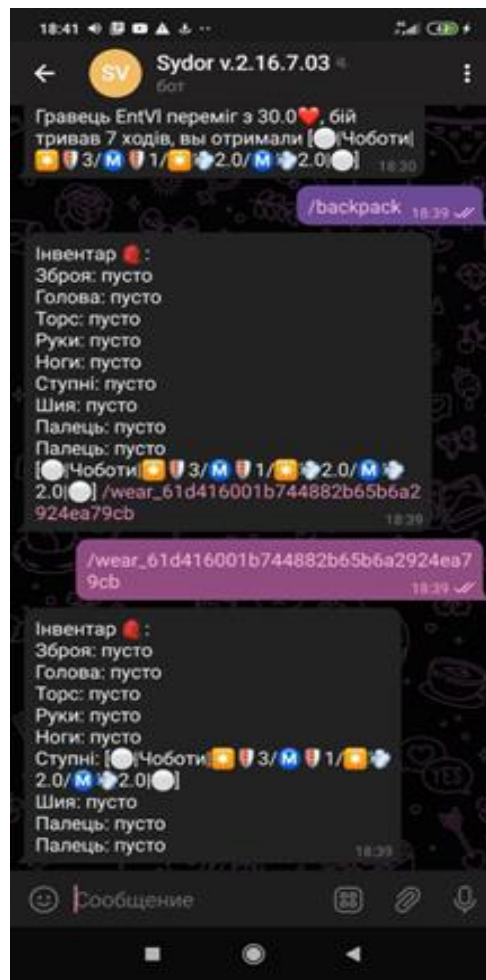 18:41
SV
Sydor v.2.16.7.03
бот
Гравець EntVl переміг з 30.0❤️, бій
тривав 7 ходів, вы отримали [⚪|Чоботи|
✴️🛡3/Ⓜ️🛡1/✴️💨2.0/Ⓜ️💨2.0|⚪] 18:30
/backpack 18:39
Інвентар 🎒:
Зброя: пусто
Голова: пусто
Торс: пусто
Руки: пусто
Ноги: пусто
Ступні: пусто
Шия: пусто
Палець: пусто
Палець: пусто
[⚪|Чоботи|✴️🛡3/Ⓜ️🛡1/✴️💨2.0/Ⓜ️💨
2.0|⚪] /wear_61d416001b744882b65b6a2
924ea79cb 18:39
/wear_61d416001b744882b65b6a2924ea7
9cb 18:39
Інвентар 🎒:
Зброя: пусто
Голова: пусто
Торс: пусто
Руки: пусто
Ноги: пусто
Ступні: [⚪|Чоботи|✴️🛡3/Ⓜ️🛡1/✴️💨
2.0/Ⓜ️💨2.0|⚪]
Шия: пусто
Палець: пусто
Палець: пусто 18:39
Сообщение